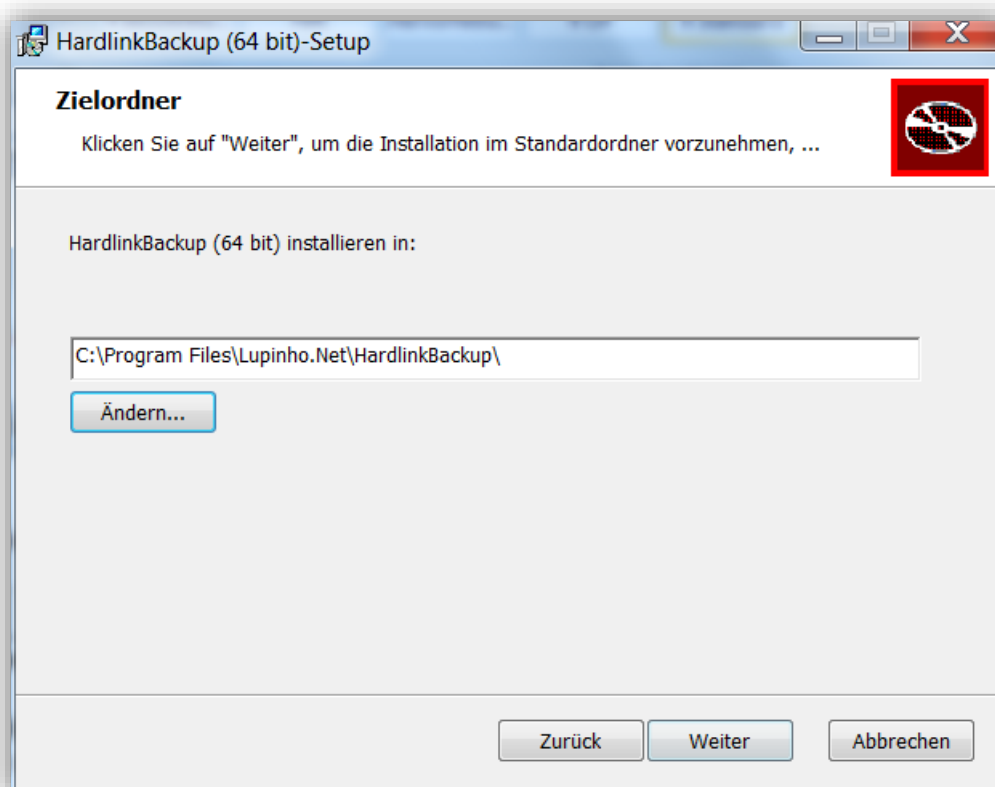 HardlinkBackup (64 bit)-Setup
Zielordner
Klicken Sie auf "Weiter", um die Installation im Standardordner vorzunehmen, ...
HardlinkBackup (64 bit) installieren in:
C:\Program Files\Lupinho.Net\HardlinkBackup\
Ändern...
Zurück Weiter Abbrechen